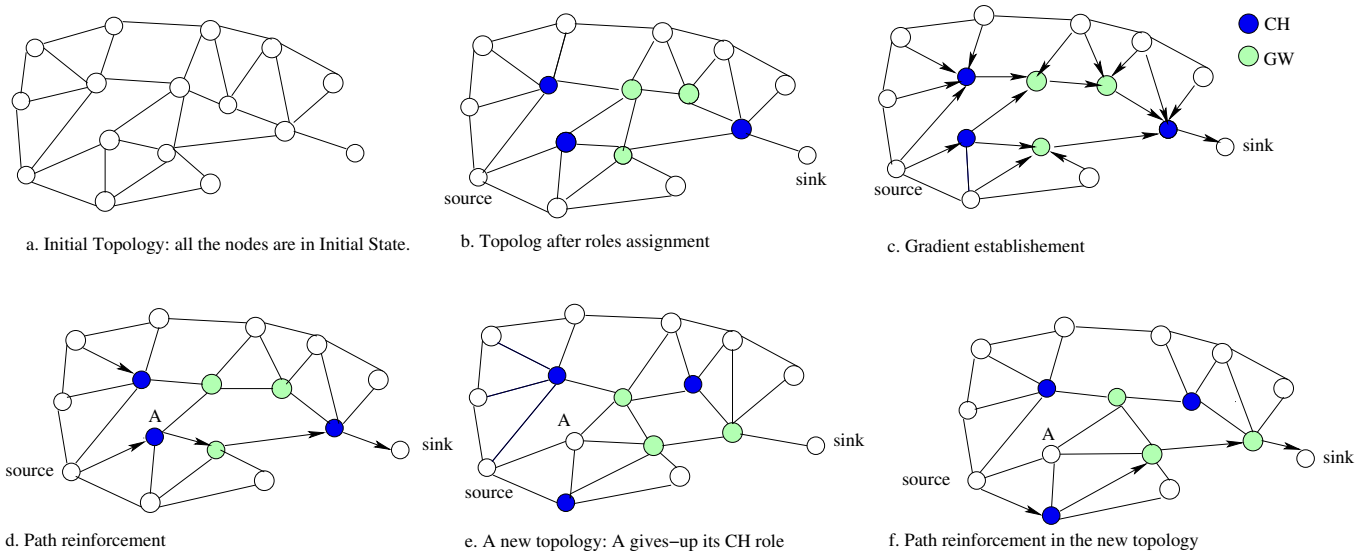 CH
GW
source
sink
source
sink
a. Initial Topology: all the nodes are in Initial State.
b. Topolog after roles assignment
c. Gradient establishement
A
source
sink
A
source
sink
A
source
sink
d. Path reinforcement
e. A new topology: A gives−up its CH role
f. Path reinforcement in the new topology